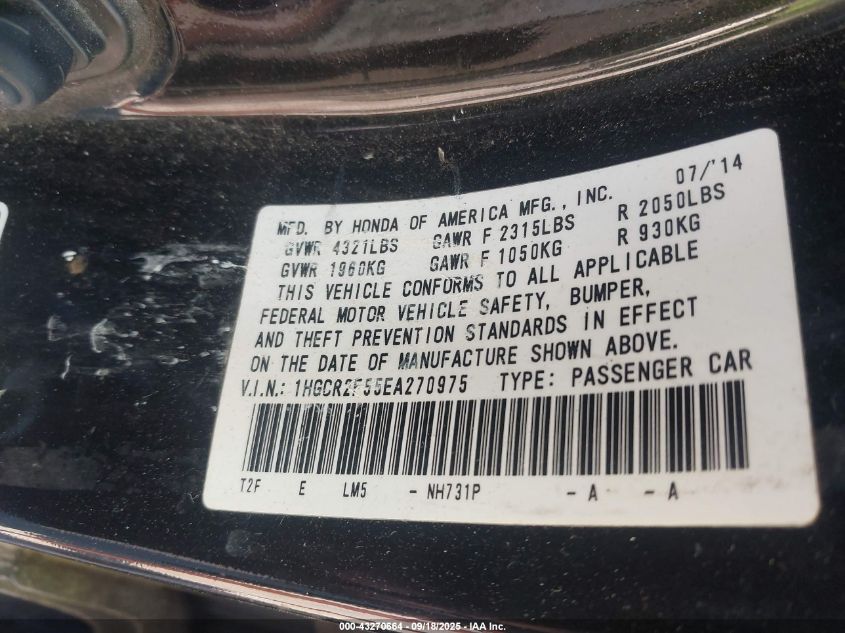 07/'14
MFD. BY HONDA OF AMERICA MFG., INC.
GVWR 4321LBS GAWR F 2315LBS R 2050LBS
GVWR 1960KG GAWR F 1050KG R 930KG
THIS VEHICLE CONFORMS TO ALL APPLICABLE
FEDERAL MOTOR VEHICLE SAFETY, BUMPER,
AND THEFT PREVENTION STANDARDS IN EFFECT
ON THE DATE OF MANUFACTURE SHOWN ABOVE.
V.I.N.: 1HGCR2F55EA270975 TYPE: PASSENGER CAR
T2F E LM5 - NH731P - A - A
000-43270664 09/18/2025 - IAA Inc.